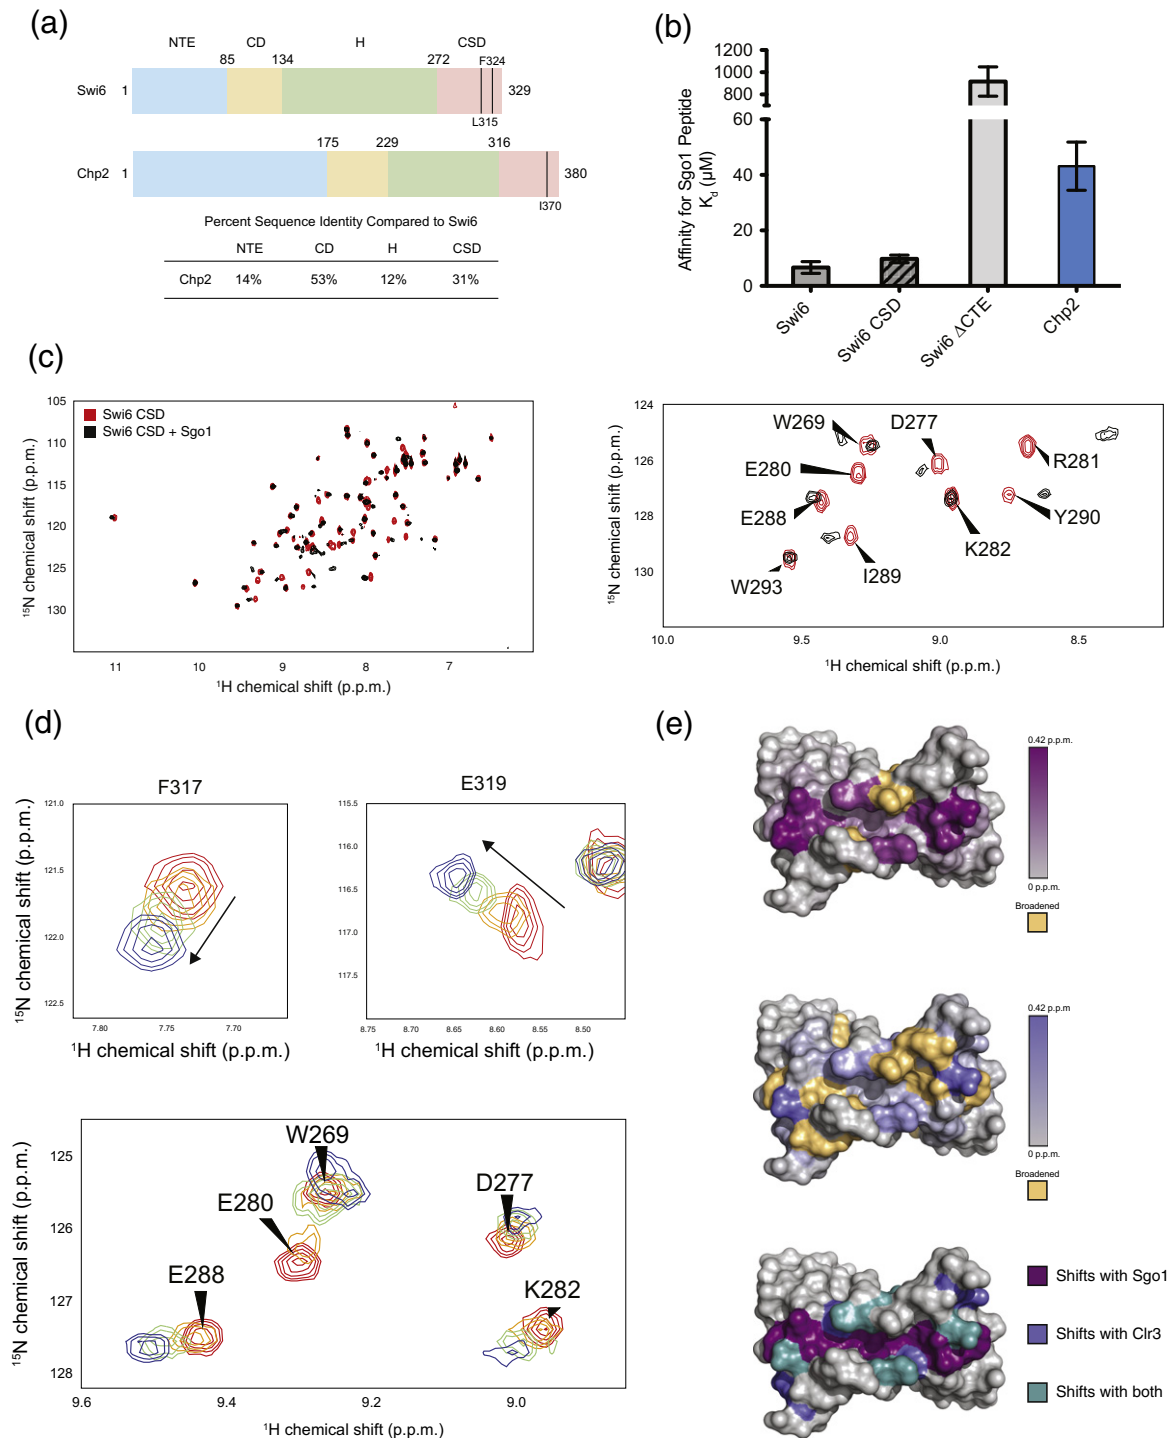 (a)
NTE CD H CSD
85 134 272 F324
Swi6 1 329
L315
175 229 316
Chp2 1 380
I370
Percent Sequence Identity Compared to Swi6
NTE CD H CSD
Chp2 14% 53% 12% 31%
(b)
Affinity for Sgo1 Peptide
Kd (µM)
1200
1000
800
60
40
20
0
Swi6
Swi6 CSD
Swi6 ΔCTE
Chp2
(c)
Swi6 CSD
Swi6 CSD + Sgo1
105
110
115
120
125
130
15N chemical shift (p.p.m.)
11 10 9 8 7
1H chemical shift (p.p.m.)
124
126
128
130
15N chemical shift (p.p.m.)
W269
D277
E280
R281
E288
Y290
K282
I289
W293
10.0 9.5 9.0 8.5
1H chemical shift (p.p.m.)
(d)
F317
121.0
121.5
122.0
122.5
15N chemical shift (p.p.m.)
7.80 7.75 7.70
1H chemical shift (p.p.m.)
E319
115.5
116.0
116.5
117.0
117.5
8.75 8.70 8.65 8.60 8.55 8.50
1H chemical shift (p.p.m.)
W269
E280
D277
E288
K282
125
126
127
128
15N chemical shift (p.p.m.)
9.6 9.4 9.2 9.0
1H chemical shift (p.p.m.)
(e)
0.42 p.p.m.
0 p.p.m.
Broadened
0.42 p.p.m
0 p.p.m.
Broadened
Shifts with Sgo1
Shifts with Clr3
Shifts with both